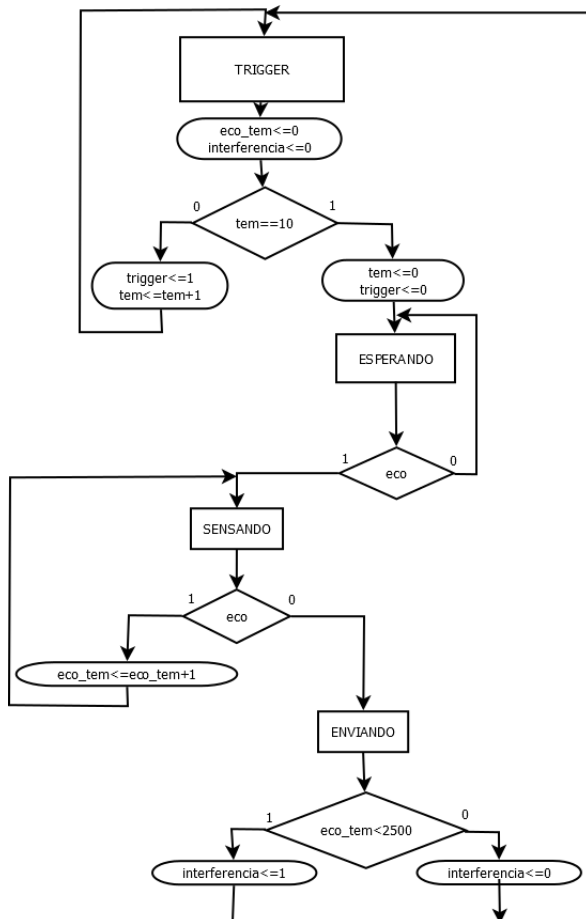 TRIGGER
eco_tem<=0
interferencia<=0
0
1
tem==10
trigger<=1
tem<=tem+1
tem<=0
trigger<=0
ESPERANDO
1
0
eco
SENSANDO
1
0
eco
eco_tem<=eco_tem+1
ENVIANDO
1
0
eco_tem<2500
interferencia<=1
interferencia<=0